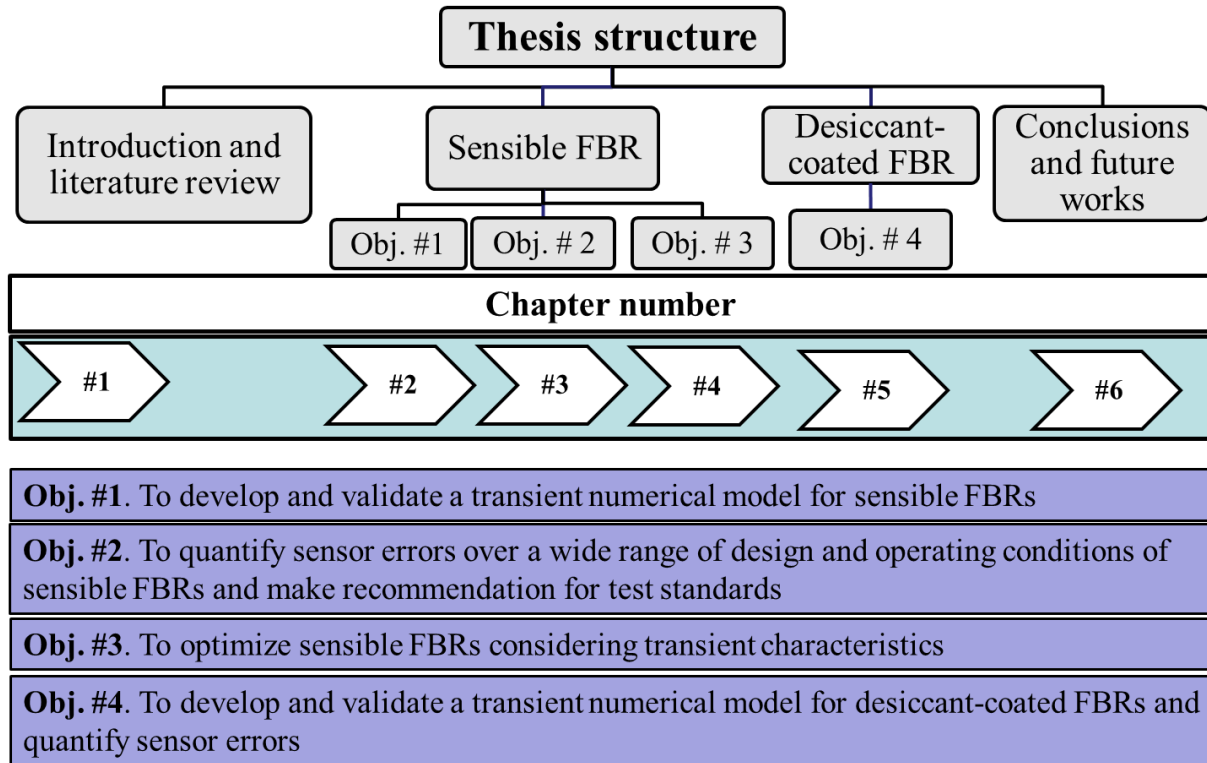 Thesis structure
Introduction and
literature review
Sensible FBR
Desiccant-
coated FBR
Conclusions
and future
works
Obj. #1
Obj. # 2
Obj. # 3
Obj. # 4
Chapter number
#1
#2
#3
#4
#5
#6
Obj. #1. To develop and validate a transient numerical model for sensible FBRs
Obj. #2. To quantify sensor errors over a wide range of design and operating conditions of
sensible FBRs and make recommendation for test standards
Obj. #3. To optimize sensible FBRs considering transient characteristics
Obj. #4. To develop and validate a transient numerical model for desiccant-coated FBRs and
quantify sensor errors